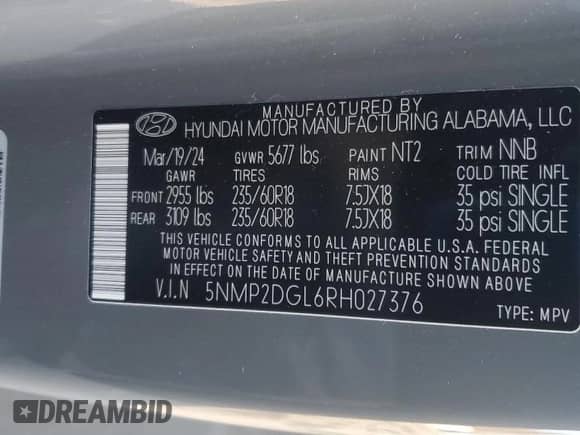 MANUFACTURED BY
HYUNDAI MOTOR MANUFACTURING ALABAMA, LLC
Mar/19/24 GVWR 5677 lbs PAINT NT2 TRIM NNB
GAWR TIRES RIMS COLD TIRE INFL
FRONT 2955 lbs 235/60R18 7.5JX18 35 psi SINGLE
REAR 3109 lbs 235/60R18 7.5JX18 35 psi SINGLE
THIS VEHICLE CONFORMS TO ALL APPLICABLE U.S.A. FEDERAL
MOTOR VEHICLE SAFETY AND THEFT PREVENTION STANDARDS
IN EFFECT ON THE DATE OF MANUFACTURE SHOWN ABOVE.
V.I.N 5NMP2DGL6RH027376
TYPE: MPV
DREAMBID